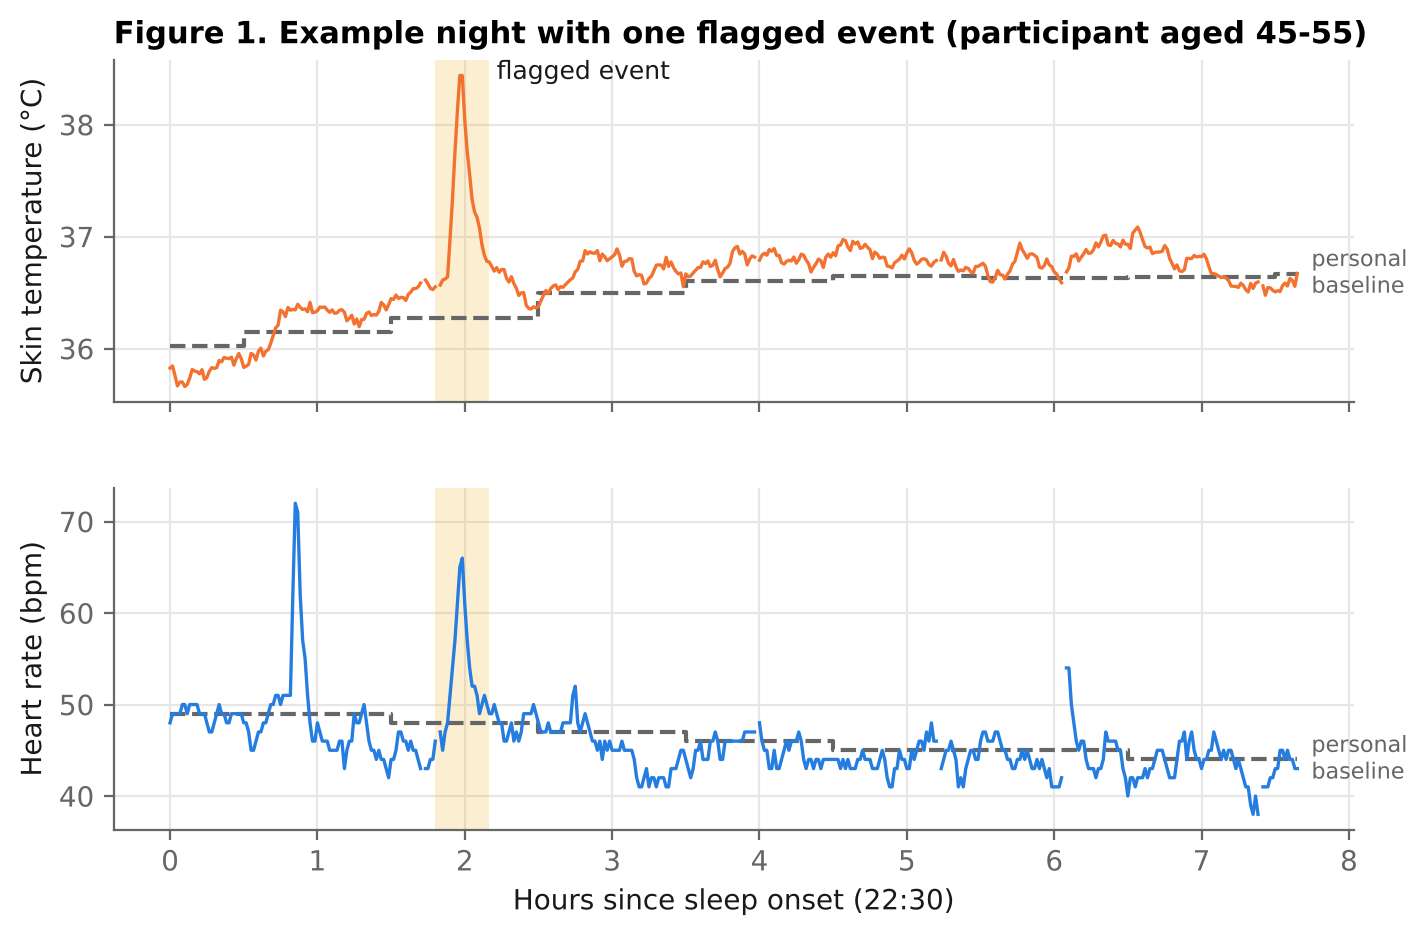 Figure 1. Example night with one flagged event (participant aged 45-55)
flagged event
Skin temperature (°C)
38
37
36
personal
baseline
Heart rate (bpm)
70
60
50
40
personal
baseline
0 1 2 3 4 5 6 7 8
Hours since sleep onset (22:30)